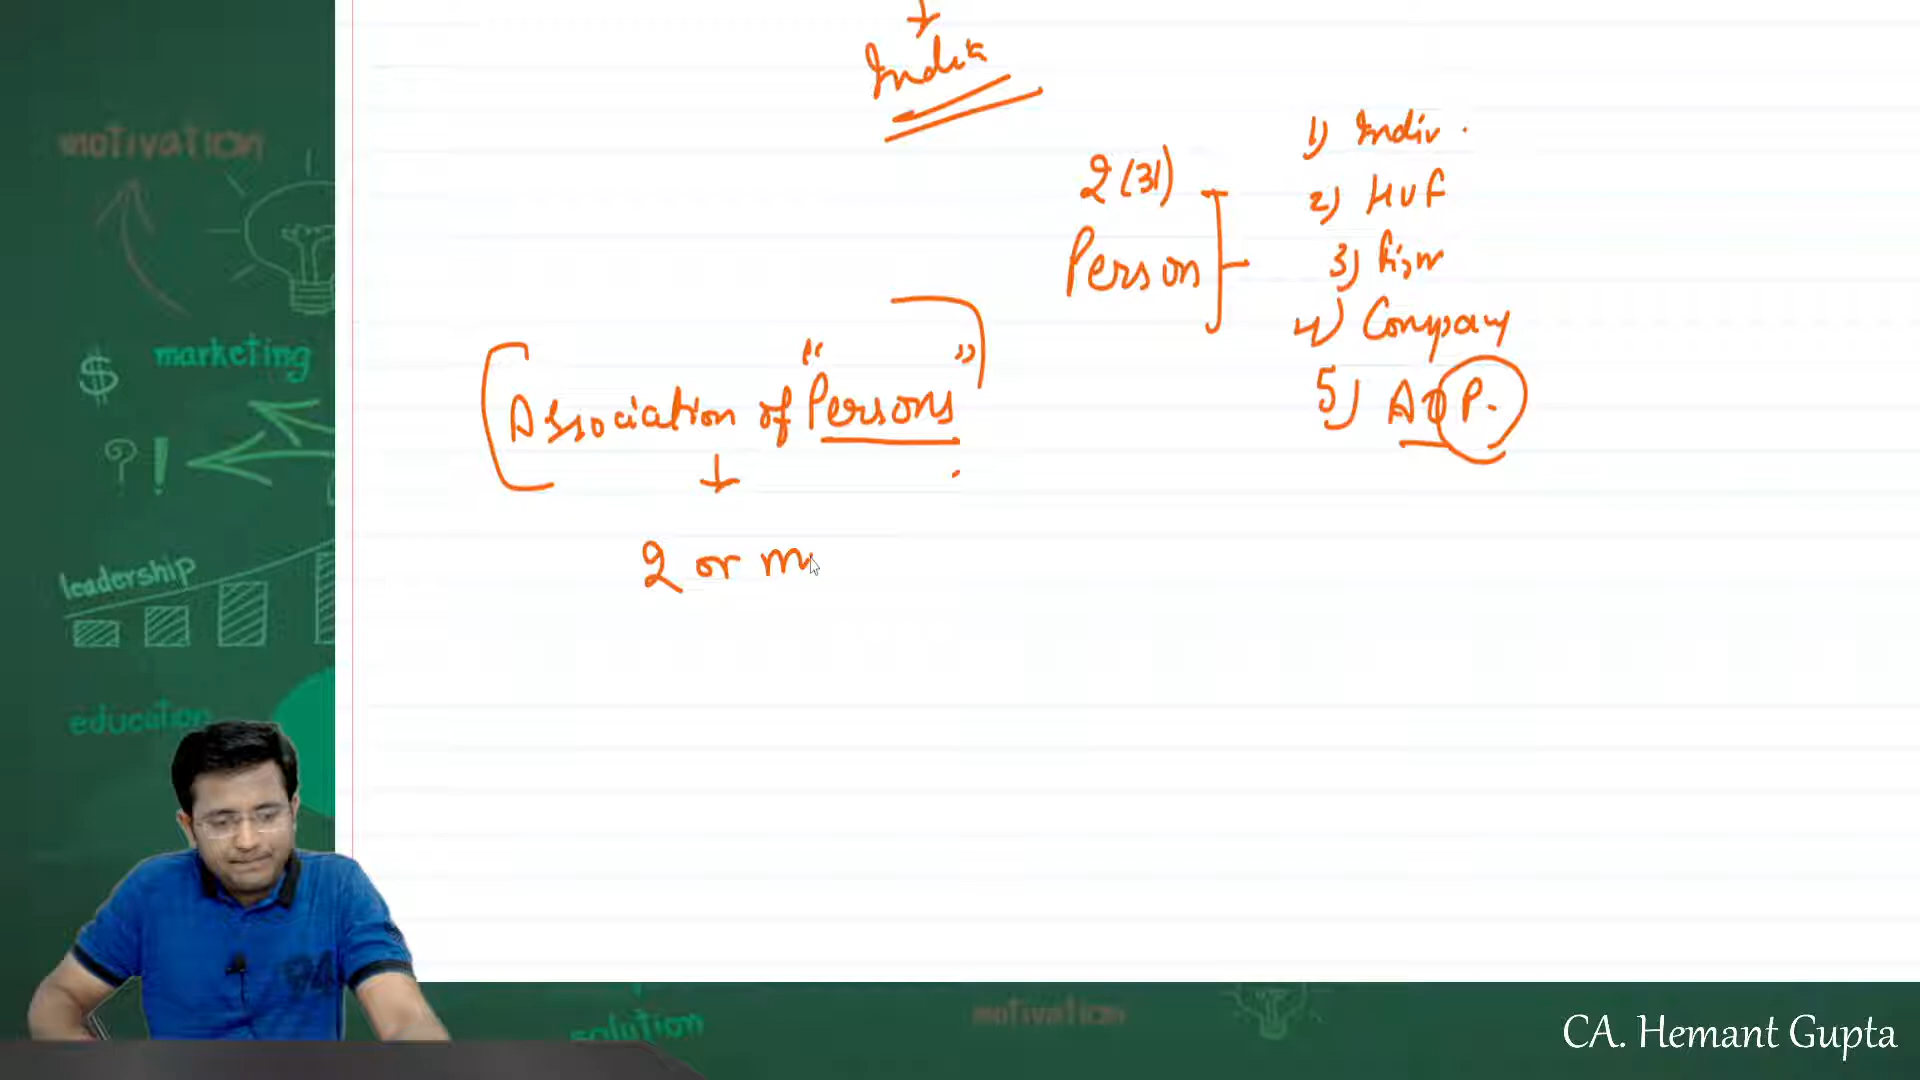 India
1) Indiv.
2(31)
2) HUF
Person
3) Firm
4) Company
5) AOP.
Association of "Persons"
2 or m
motivation
$ marketing
? !
leadership
education
solution
motivation
CA. Hemant Gupta